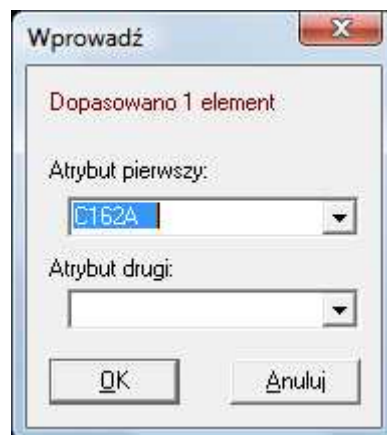 Wprowadź
Dopasowano 1 element
Atrybut pierwszy:
C162A
Atrybut drugi:
OK
Anuluj